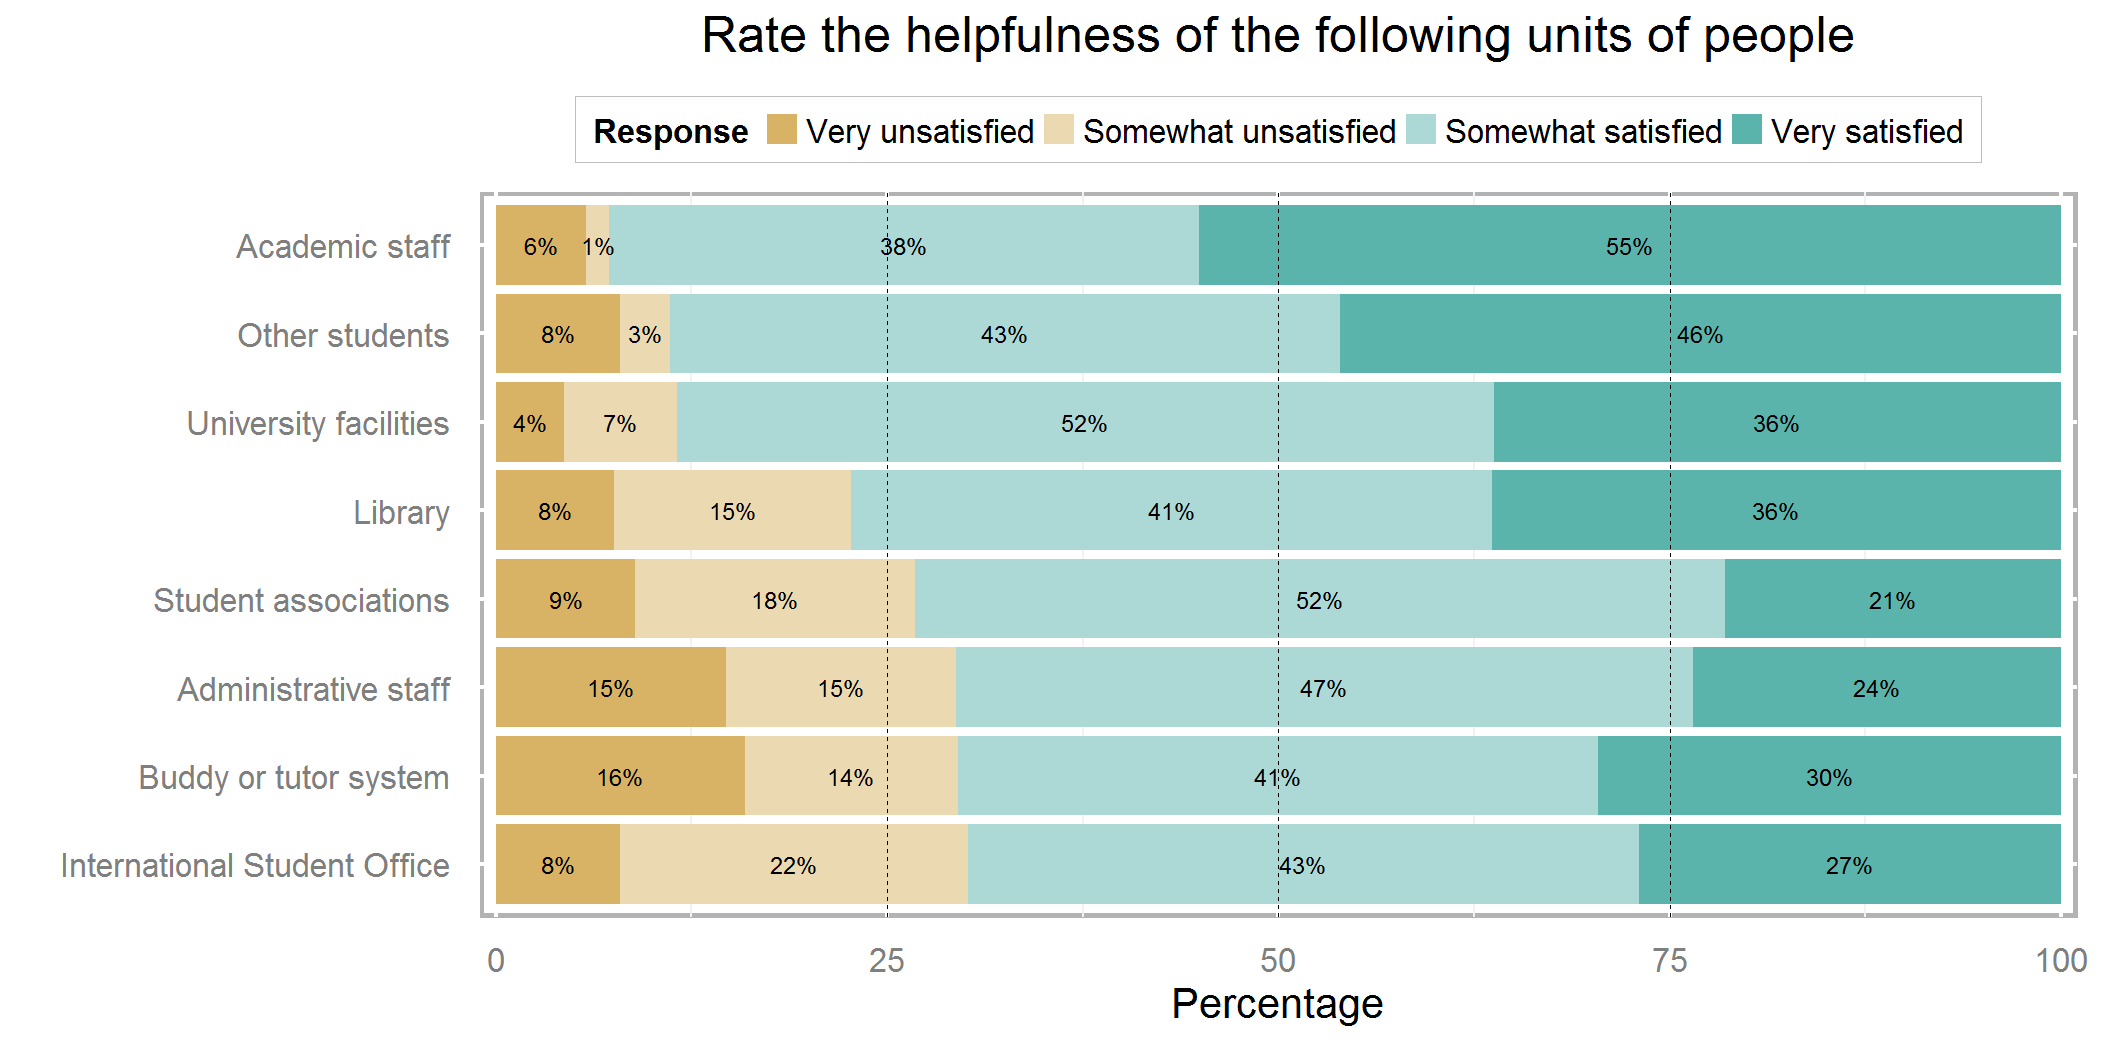 Rate the helpfulness of the following units of people
Response Very unsatisfied Somewhat unsatisfied Somewhat satisfied Very satisfied
Academic staff 6% 1% 38% 55%
Other students 8% 3% 43% 46%
University facilities 4% 7% 52% 36%
Library 8% 15% 41% 36%
Student associations 9% 18% 52% 21%
Administrative staff 15% 15% 47% 24%
Buddy or tutor system 16% 14% 41% 30%
International Student Office 8% 22% 43% 27%
0 25 50 75 100
Percentage